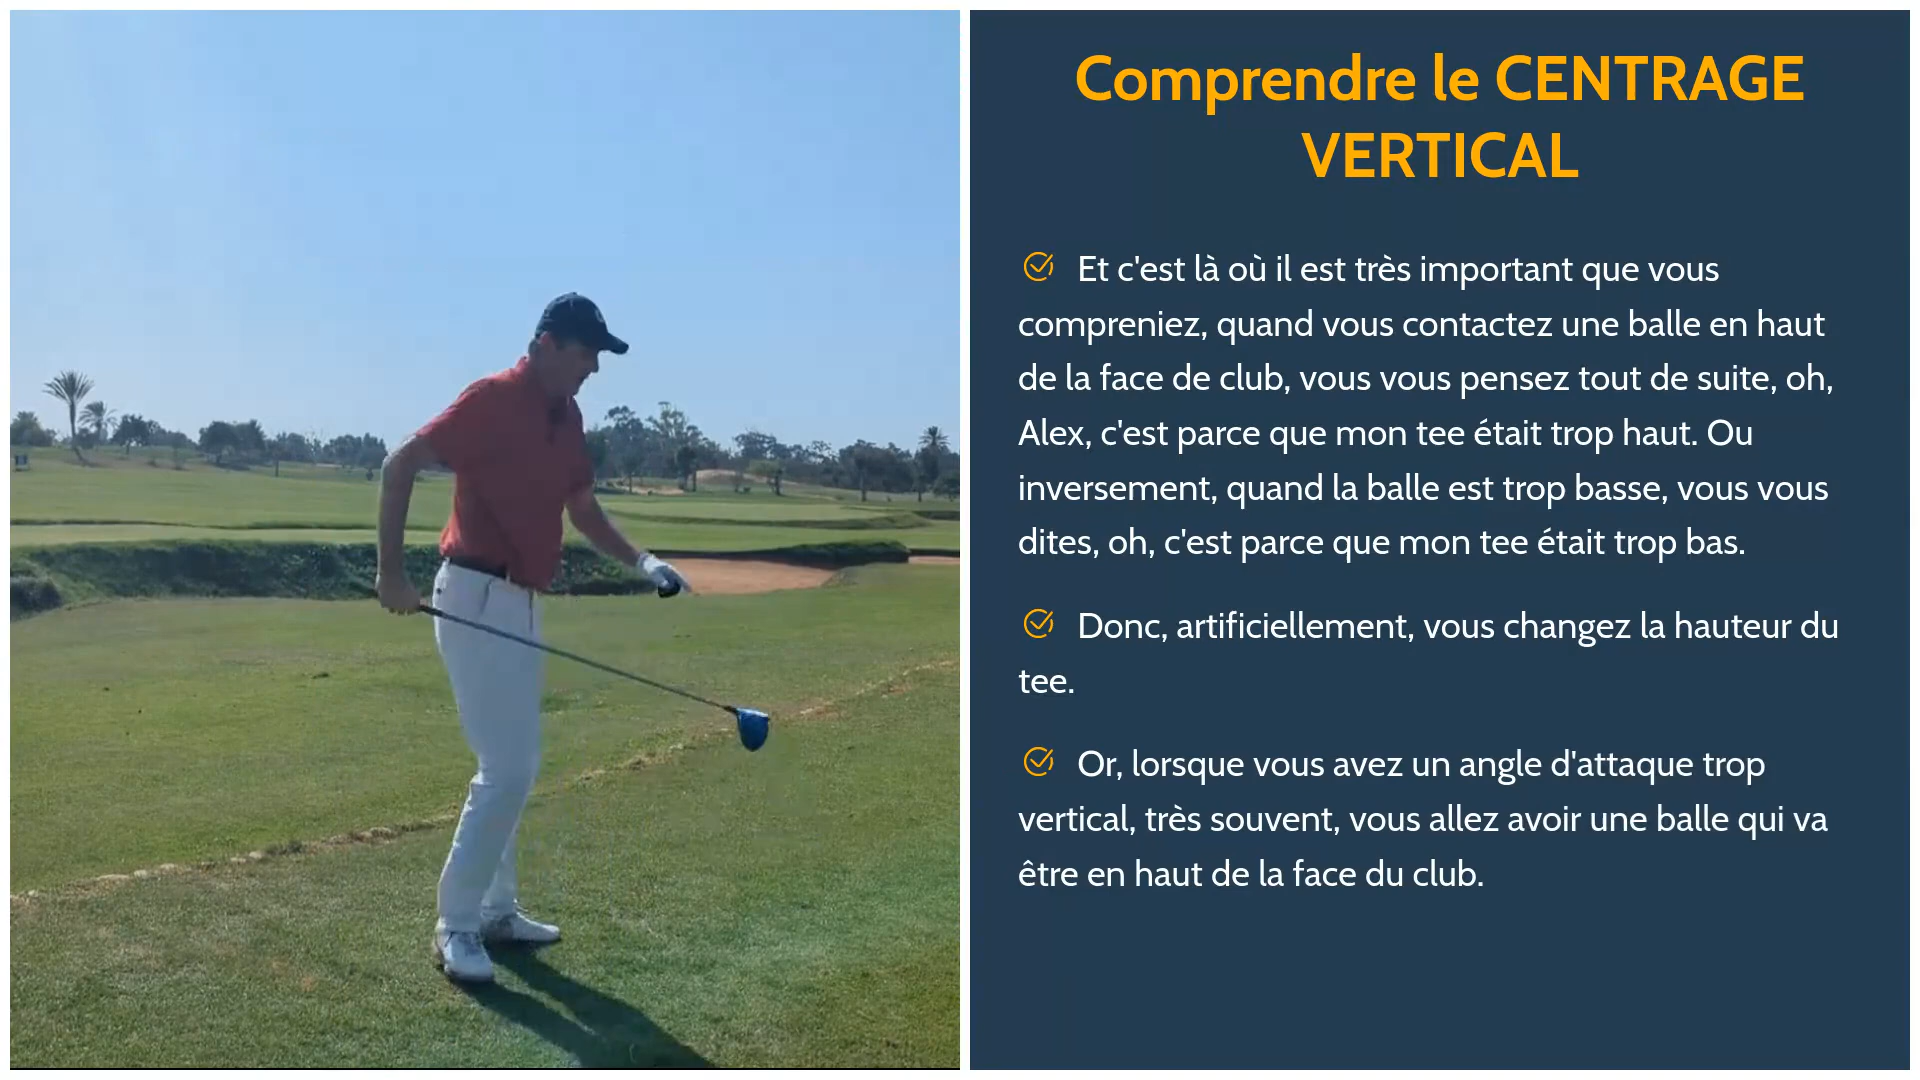 Comprendre le CENTRAGE
VERTICAL
Et c'est là où il est très important que vous
compreniez, quand vous contactez une balle en haut
de la face de club, vous vous pensez tout de suite, oh,
Alex, c'est parce que mon tee était trop haut. Ou
inversement, quand la balle est trop basse, vous vous
dites, oh, c'est parce que mon tee était trop bas.
Donc, artificiellement, vous changez la hauteur du
tee.
Or, lorsque vous avez un angle d'attaque trop
vertical, très souvent, vous allez avoir une balle qui va
être en haut de la face du club.